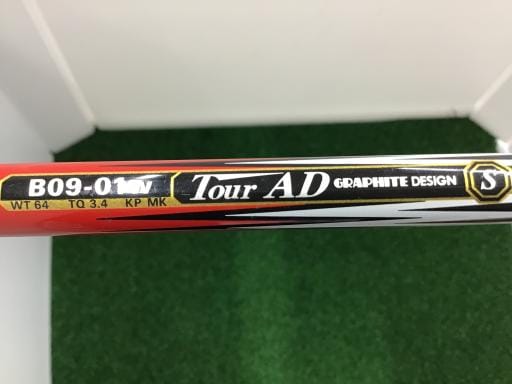 B09-01W Tour AD GRAPHITE DESIGN S
WT 64 TQ 3.4 KP MK